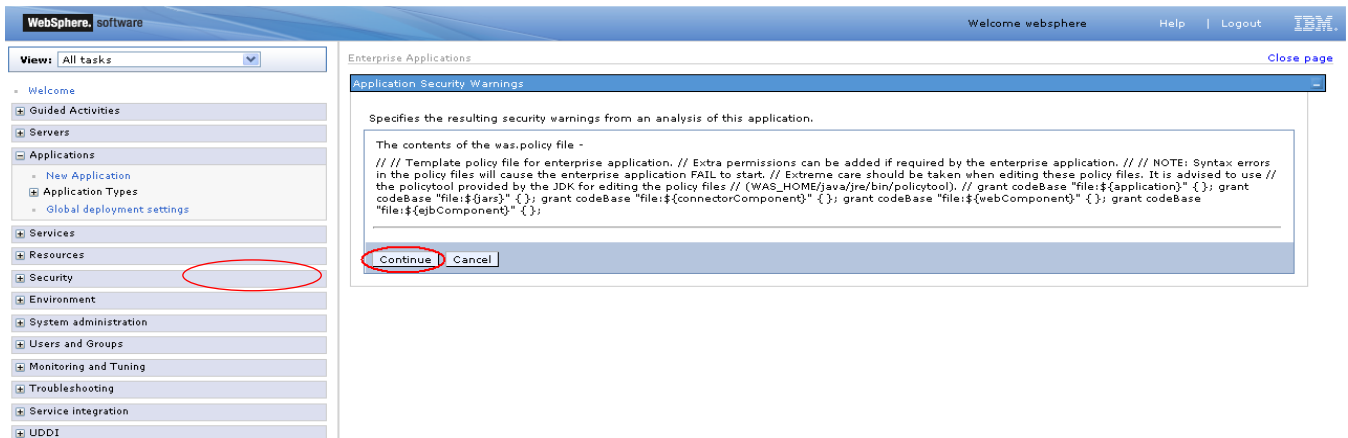 WebSphere. software
Welcome websphere
Help | Logout
IBM.
View: All tasks
Welcome
Guided Activities
Servers
Applications
New Application
Application Types
Global deployment settings
Services
Resources
Security
Environment
System administration
Users and Groups
Monitoring and Tuning
Troubleshooting
Service integration
UDDI
Enterprise Applications
Close page
Application Security Warnings
Specifies the resulting security warnings from an analysis of this application.
The contents of the was.policy file -
// // Template policy file for enterprise application. // Extra permissions can be added if required by the enterprise application. // // NOTE: Syntax errors
in the policy files will cause the enterprise application FAIL to start. // Extreme care should be taken when editing these policy files. It is advised to use //
the policytool provided by the JDK for editing the policy files // (WAS_HOME/java/jre/bin/policytool). // grant codeBase "file:${application}" { }; grant
codeBase "file:${jars}" { }; grant codeBase "file:${connectorComponent}" { }; grant codeBase "file:${webComponent}" { }; grant codeBase
"file:${ejbComponent}" { };
Continue Cancel